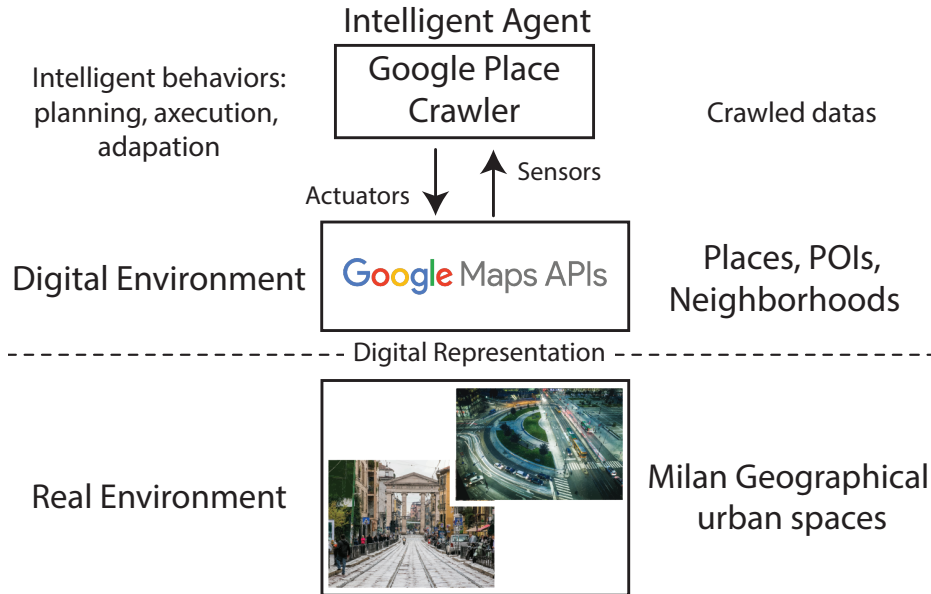 Intelligent Agent
Google Place
Crawler
Intelligent behaviors:
planning, axecution,
adapation
Crawled datas
Actuators
Sensors
Digital Environment
Google Maps APIs
Places, POIs,
Neighborhoods
Digital Representation
Real Environment
Milan Geographical
urban spaces